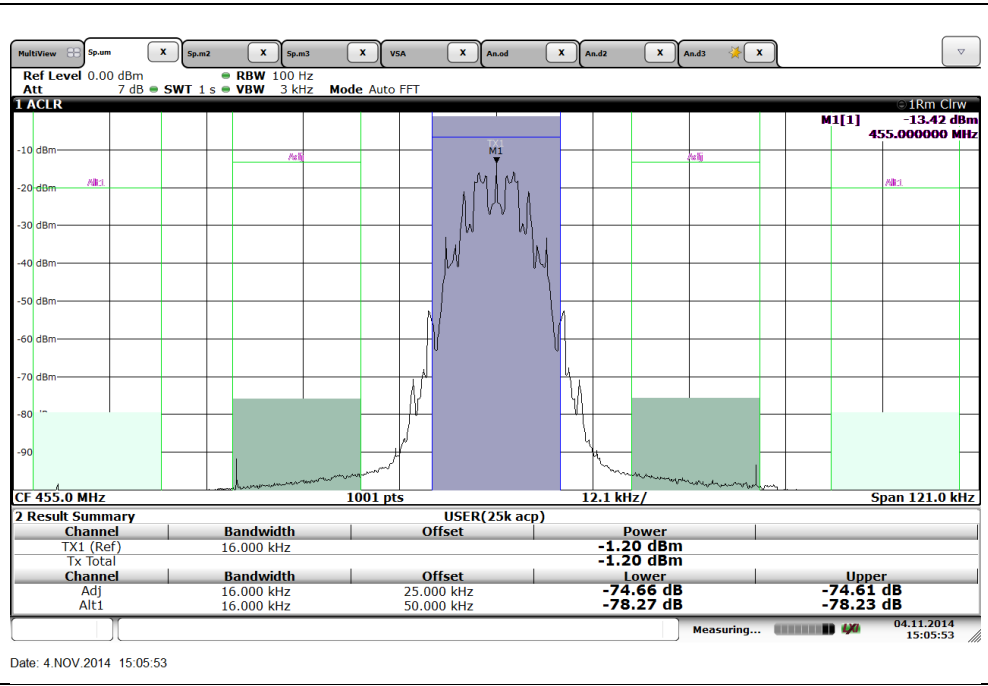 MultiView Sp.um X Sp.m2 X Sp.m3 X VSA X An.od X An.d2 X An.d3 X
Ref Level 0.00 dBm RBW 100 Hz
Att 7 dB SWT 1 s VBW 3 kHz Mode Auto FFT
1 ACLR 1Rm Clrw
M1[1] -13.42 dBm
455.000000 MHz
TX1
M1
Adj Adj
Alt1 Alt1
-10 dBm
-20 dBm
-30 dBm
-40 dBm
-50 dBm
-60 dBm
-70 dBm
-80
-90
CF 455.0 MHz 1001 pts 12.1 kHz/ Span 121.0 kHz
2 Result Summary USER(25k acp)
Channel Bandwidth Offset Power
TX1 (Ref) 16.000 kHz -1.20 dBm
Tx Total -1.20 dBm
Channel Bandwidth Offset Lower Upper
Adj 16.000 kHz 25.000 kHz -74.66 dB -74.61 dB
Alt1 16.000 kHz 50.000 kHz -78.27 dB -78.23 dB
Measuring... LXI 04.11.2014
15:05:53
Date: 4.NOV.2014 15:05:53